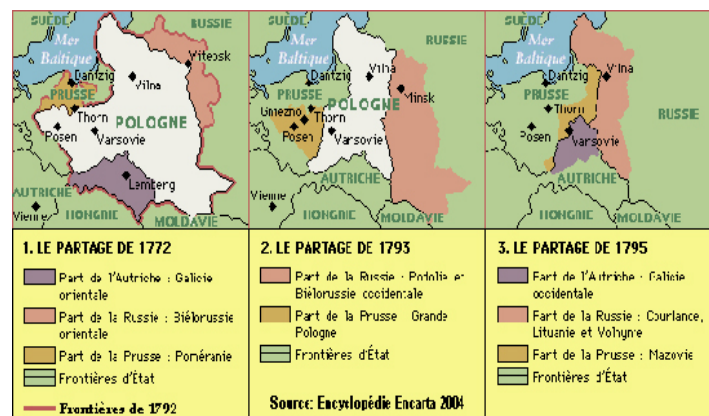 SUÈDE
RUSSIE
Mer
Baltique
Vitebsk
Dantzig
Vilna
PRUSSE
Thorn
POLOGNE
Posen
Varsovie
Lemberg
AUTRICHE
Vienne
HONGRIE
MOLDAVIE
SUÈDE
RUSSIE
Mer
Baltique
Dantzig
Vilna
PRUSSE
Minsk
Gniezno
Thorn
POLOGNE
Posen
Varsovie
AUTRICHE
Vienne
HONGRIE
MOLDAVIE
SUÈDE
Mer
Baltique
Dantzig
Vilna
PRUSSE
Thorn
RUSSIE
Posen
Varsovie
AUTRICHE
HONGRIE
MOLDAVIE
1. LE PARTAGE DE 1772
Part de l'Autriche : Galicie
orientale
Part de la Russie : Biélorussie
orientale
Part de la Prusse : Poméranie
Frontières d'État
Frontières de 1792
2. LE PARTAGE DE 1793
Part de la Russie : Podolie et
Biélorussie occidentale
Part de la Prusse : Grande
Pologne
Frontières d'État
Source: Encyclopédie Encarta 2004
3. LE PARTAGE DE 1795
Part de l'Autriche : Galicie
occidentale
Part de la Russie : Courlance,
Lituanie et Volhynie
Part de la Prusse : Mazovie
Frontières d'État